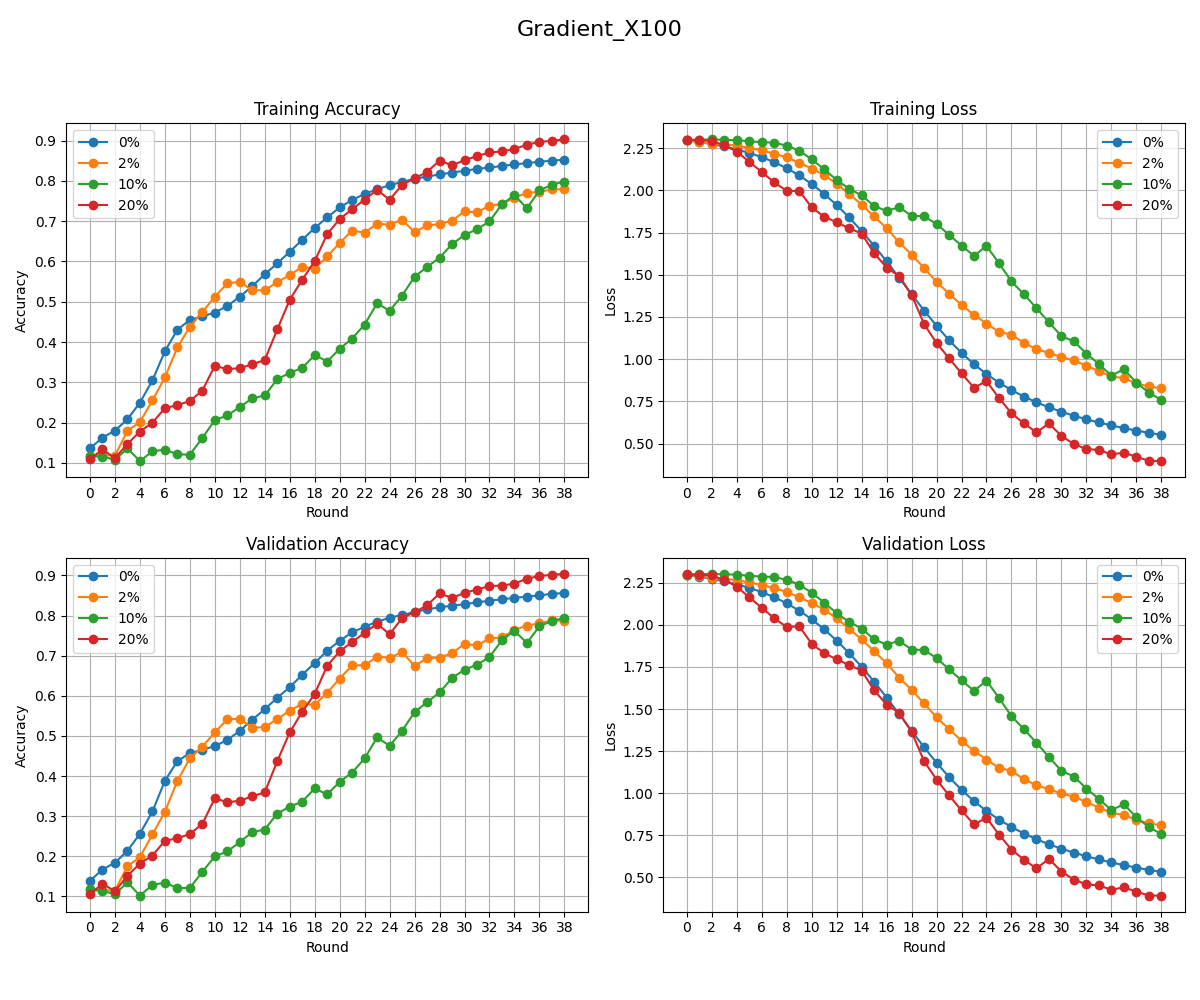 Gradient_X100
Training Accuracy
Accuracy
0.9
0.8
0.7
0.6
0.5
0.4
0.3
0.2
0.1
0%
2%
10%
20%
0 2 4 6 8 10 12 14 16 18 20 22 24 26 28 30 32 34 36 38
Round
Training Loss
Loss
2.25
2.00
1.75
1.50
1.25
1.00
0.75
0.50
0%
2%
10%
20%
0 2 4 6 8 10 12 14 16 18 20 22 24 26 28 30 32 34 36 38
Round
Validation Accuracy
Accuracy
0.9
0.8
0.7
0.6
0.5
0.4
0.3
0.2
0.1
0%
2%
10%
20%
0 2 4 6 8 10 12 14 16 18 20 22 24 26 28 30 32 34 36 38
Round
Validation Loss
Loss
2.25
2.00
1.75
1.50
1.25
1.00
0.75
0.50
0%
2%
10%
20%
0 2 4 6 8 10 12 14 16 18 20 22 24 26 28 30 32 34 36 38
Round